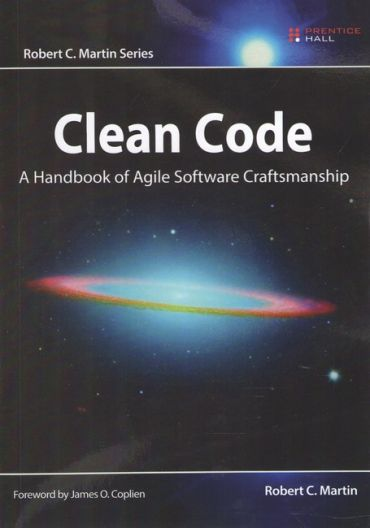 Robert C. Martin Series
PRENTICE
HALL
Clean Code
A Handbook of Agile Software Craftsmanship
Foreword by James O. Coplien
Robert C. Martin